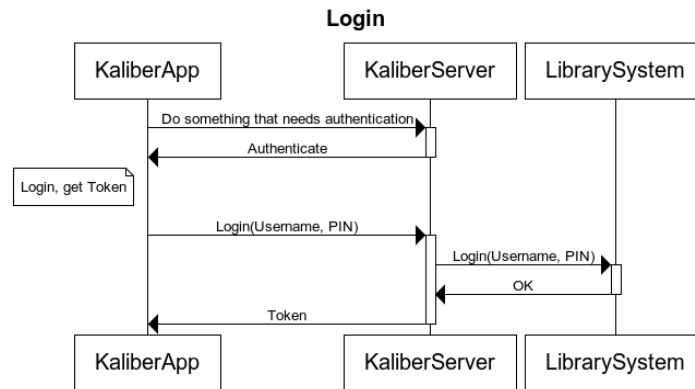 Login
KaliberApp
KaliberServer
LibrarySystem
Do something that needs authentication
Authenticate
Login, get Token
Login(Username, PIN)
Login(Username, PIN)
OK
Token
KaliberApp
KaliberServer
LibrarySystem